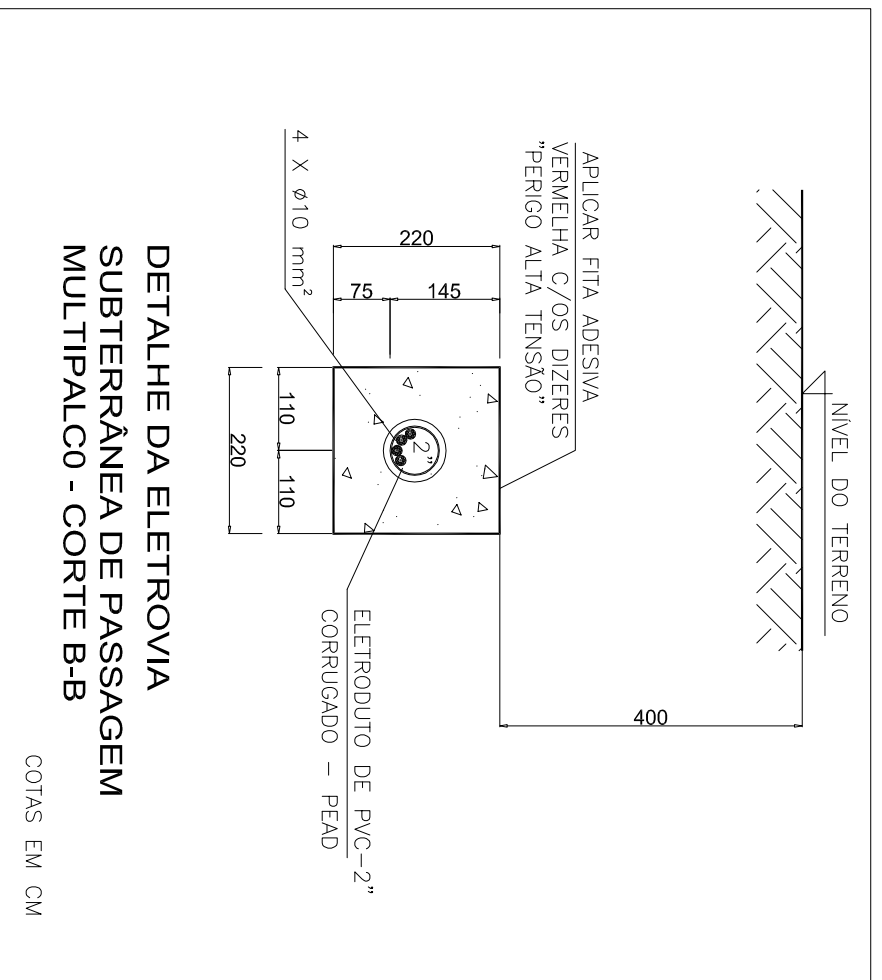 NÍVEL DO TERRENO
APLICAR FITA ADESIVA
VERMELHA C/OS DIZERES
"PERIGO ALTA TENSÃO"
400
220
145
75
4 X Ø10 mm²
2"
110
110
220
ELETRODUTO DE PVC-2"
CORRUGADO - PEAD
DETALHE DA ELETROVIA
SUBTERRÂNEA DE PASSAGEM
MULTIPALC0 - CORTE B-B
COTAS EM CM